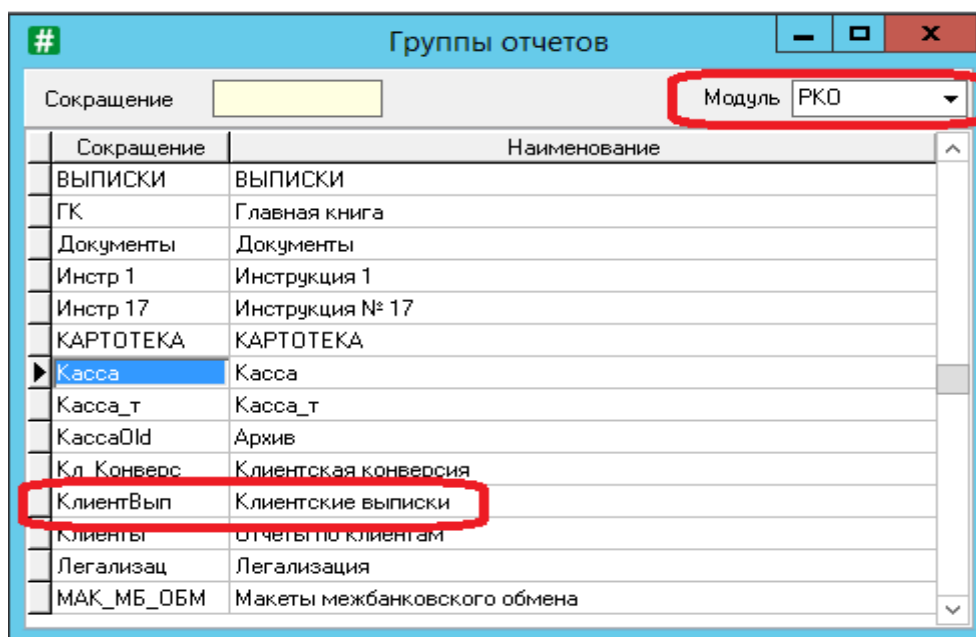 # Группы отчетов
Сокращение Модуль РКО
Сокращение Наименование
ВЫПИСКИ ВЫПИСКИ
ГК Главная книга
Документы Документы
Инстр 1 Инструкция 1
Инстр 17 Инструкция № 17
КАРТОТЕКА КАРТОТЕКА
Касса Касса
Касса_т Касса_т
КассаOld Архив
Кл_Конверс Клиентская конверсия
КлиентВып Клиентские выписки
Клиенты Отчеты по клиентам
Легализац Легализация
МАК_МБ_ОБМ Макеты межбанковского обмена